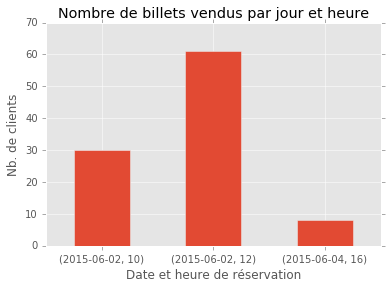 Nombre de billets vendus par jour et heure
70
60
50
40
30
20
10
0
Nb. de clients
(2015-06-02, 10) (2015-06-02, 12) (2015-06-04, 16)
Date et heure de réservation